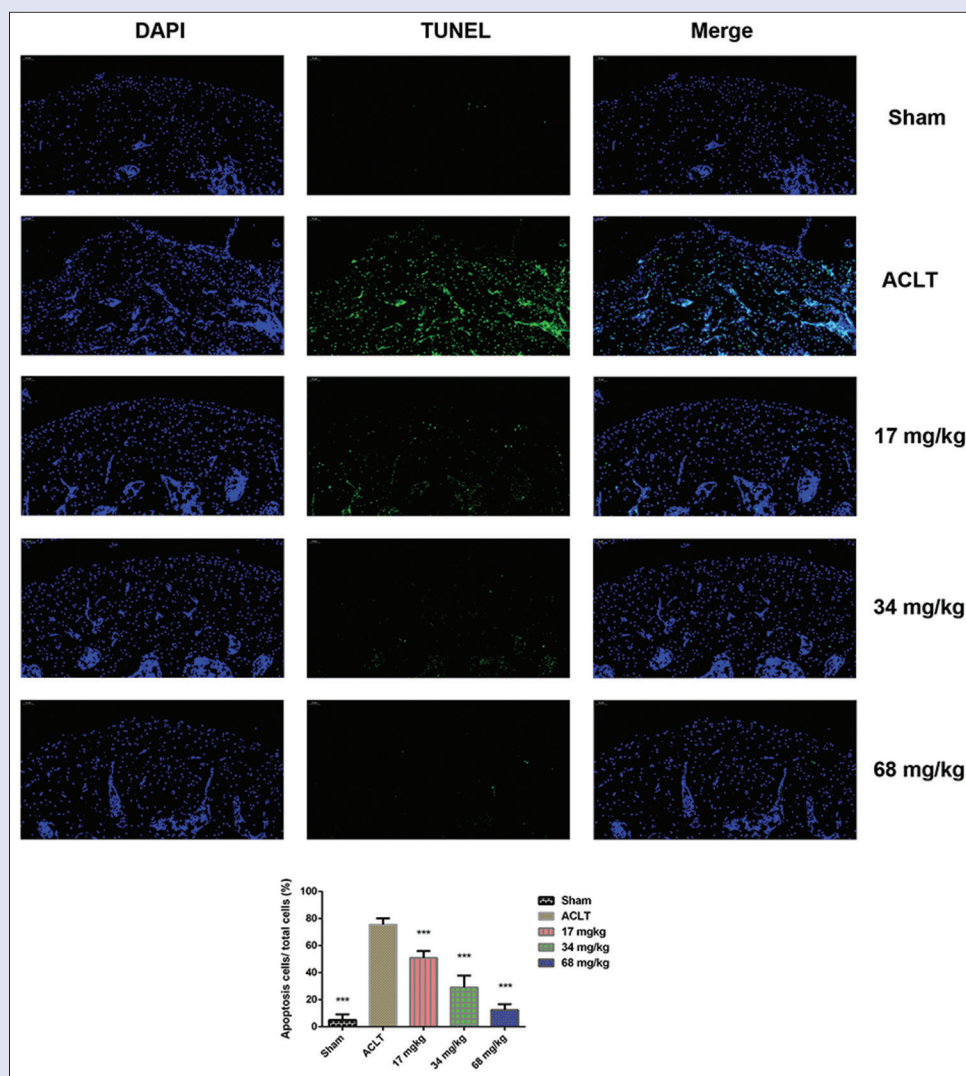 DAPI TUNEL Merge
Sham
ACLT
17 mg/kg
34 mg/kg
68 mg/kg
Apoptosis cells/ total cells (%)
100
80
60
40
20
0
***
***
***
***
Sham
ACLT
17 mgkg
34 mg/kg
68 mg/kg
Sham
ACLT
17 mgkg
34 mg/kg
68 mg/kg